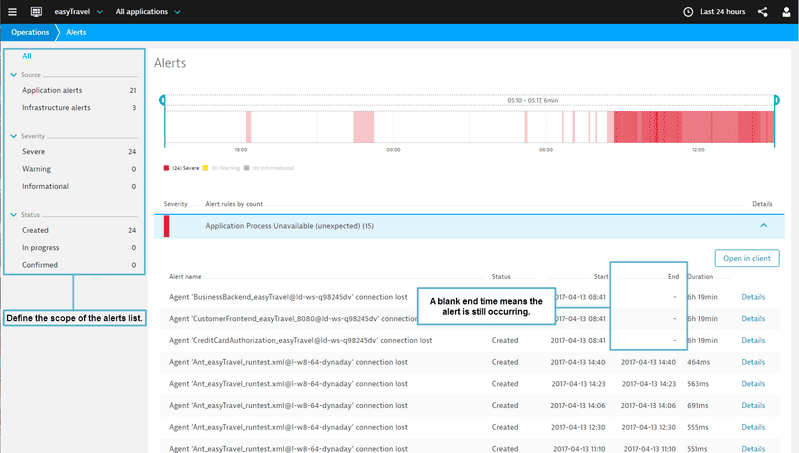 easyTravel All applications Last 24 hours
Operations Alerts
All
Source
Application alerts 21
Infrastructure alerts 3
Severity
Severe 24
Warning 0
Informational 0
Status
Created 24
In progress 0
Confirmed 0
Define the scope of the alerts list.
Alerts
05:10 - 05:17, 6min
18:00 00:00 06:00 12:00
(24) Severe (0) Warning (0) Informational
Severity Alert rules by count Details
Application Process Unavailable (unexpected) (15)
Open in client
Alert name Status Start End Duration
Agent 'BusinessBackend_easyTravel@ld-ws-q98245dv' connection lost 2017-04-13 08:41 - 6h 19min Details
Agent 'CustomerFrontend_easyTravel_8080@ld-ws-q98245dv' connection lost 2017-04-13 08:41 - 6h 19min Details
A blank end time means the
alert is still occurring.
Agent 'CreditCardAuthorization_easyTravel@ld-ws-q98245dv' connection lost Created 2017-04-13 08:41 - 6h 19min Details
Agent 'Ant_easyTravel_runtest.xml@l-w8-64-dynaday' connection lost Created 2017-04-13 14:40 2017-04-13 14:40 464ms Details
Agent 'Ant_easyTravel_runtest.xml@l-w8-64-dynaday' connection lost Created 2017-04-13 14:23 2017-04-13 14:23 563ms Details
Agent 'Ant_easyTravel_runtest.xml@l-w8-64-dynaday' connection lost Created 2017-04-13 14:06 2017-04-13 14:06 691ms Details
Agent 'Ant_easyTravel_runtest.xml@l-w8-64-dynaday' connection lost Created 2017-04-13 12:30 2017-04-13 12:30 555ms Details
Agent 'Ant_easyTravel_runtest.xml@l-w8-64-dynaday' connection lost Created 2017-04-13 11:10 2017-04-13 11:10 551ms Details